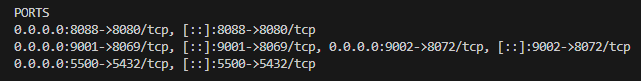 PORTS
0.0.0.0:8088->8080/tcp, [::]:8088->8080/tcp
0.0.0.0:9001->8069/tcp, [::]:9001->8069/tcp, 0.0.0.0:9002->8072/tcp, [::]:9002->8072/tcp
0.0.0.0:5500->5432/tcp, [::]:5500->5432/tcp